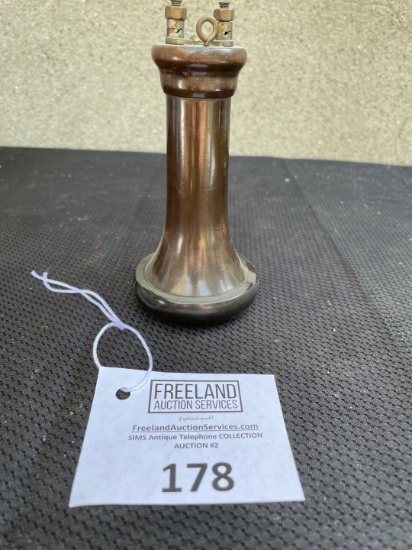 FREELAND
AUCTION SERVICES
FreelandAuctionServices.com
SIMS Antique Telephone COLLECTION
AUCTION #2
178